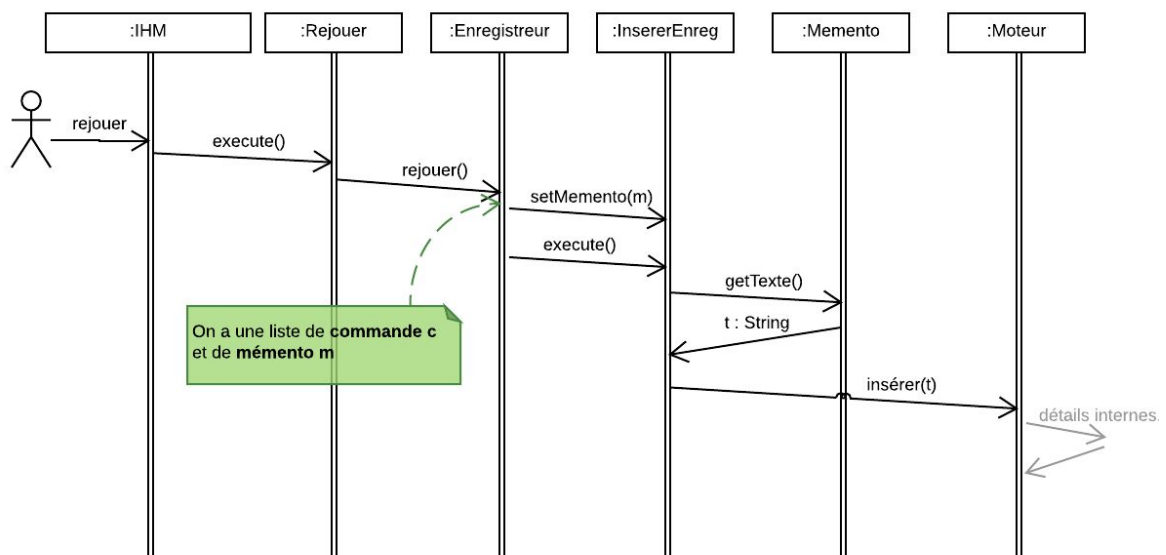 :IHM
:Rejouer
:Enregistreur
:InsererEnreg
:Memento
:Moteur
rejouer
execute()
rejouer()
setMemento(m)
execute()
getTexte()
t : String
On a une liste de commande c
et de mémento m
insérer(t)
détails internes.